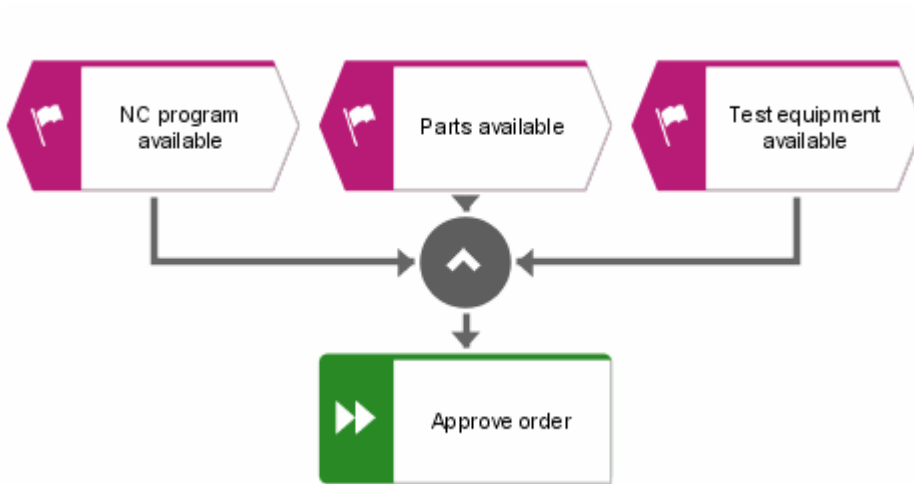 NC program
available
Parts available
Test equipment
available
Approve order